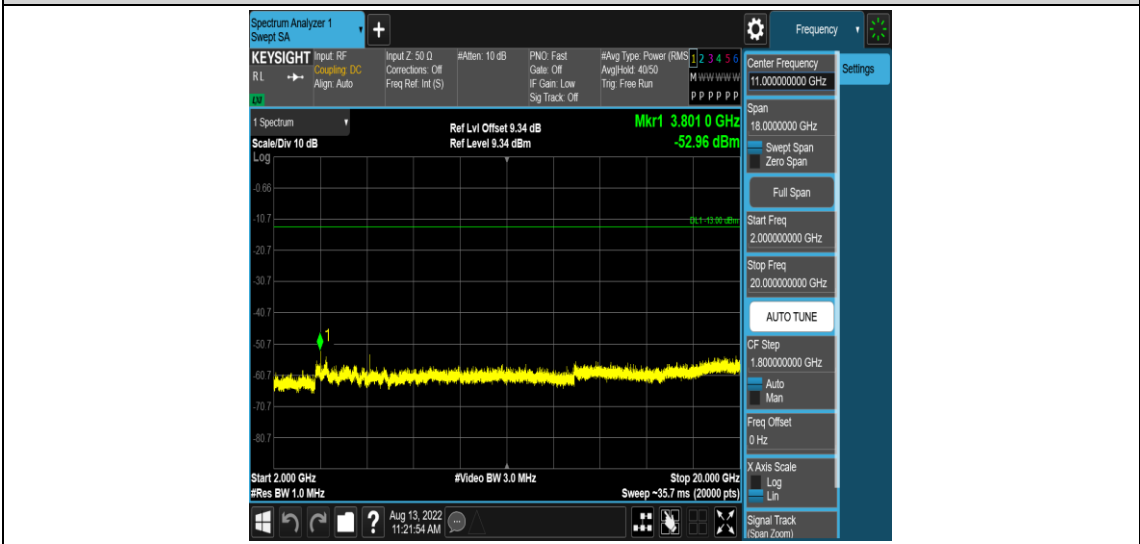 Spectrum Analyzer 1
Swept SA
+
Frequency
KEYSIGHT
RL
LXI
Input: RF
Coupling: DC
Align: Auto
Input Z: 50 Ω
Corrections: Off
Freq Ref: Int (S)
#Atten: 10 dB
PNO: Fast
Gate: Off
IF Gain: Low
Sig Track: Off
#Avg Type: Power (RMS
Avg|Hold: 40/50
Trig: Free Run
1 2 3 4 5 6
M W W W W W
P P P P P P
1 Spectrum
Scale/Div 10 dB
Log
Ref Lvl Offset 9.34 dB
Ref Level 9.34 dBm
Mkr1 3.801 0 GHz
-52.96 dBm
-0.66
-10.7
DL1 -13.00 dBm
-20.7
-30.7
-40.7
1
-50.7
-60.7
-70.7
-80.7
Start 2.000 GHz
#Video BW 3.0 MHz
Stop 20.000 GHz
#Res BW 1.0 MHz
Sweep ~35.7 ms (20000 pts)
?
Aug 13, 2022
11:21:54 AM
Center Frequency
11.000000000 GHz
Settings
Span
18.0000000 GHz
Swept Span
Zero Span
Full Span
Start Freq
2.000000000 GHz
Stop Freq
20.000000000 GHz
AUTO TUNE
CF Step
1.800000000 GHz
Auto
Man
Freq Offset
0 Hz
X Axis Scale
Log
Lin
Signal Track
(Span Zoom)